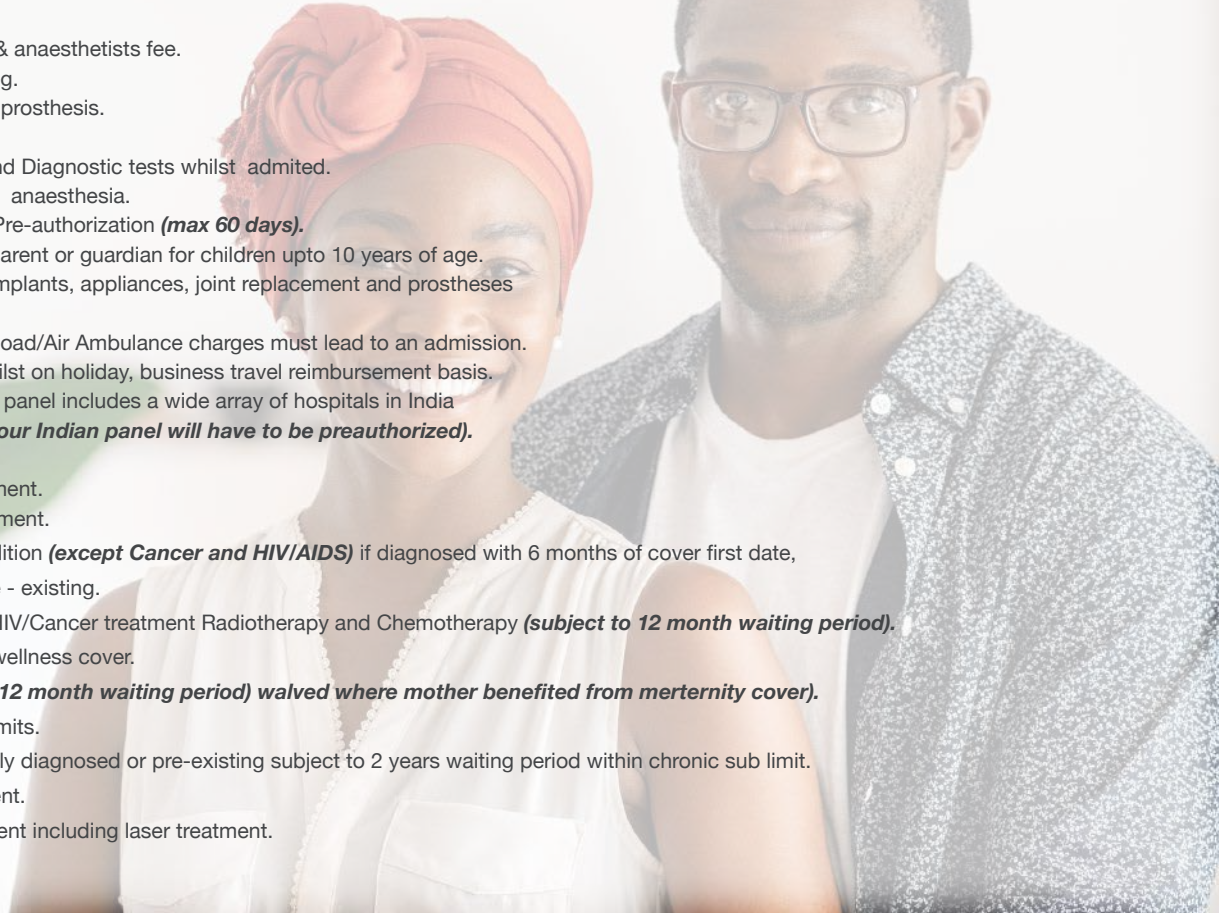 & anaesthetists fee.
g.
prosthesis.
nd Diagnostic tests whilst admited.
anaesthesia.
Pre-authorization (max 60 days).
arent or guardian for children upto 10 years of age.
mplants, appliances, joint replacement and prostheses
oad/Air Ambulance charges must lead to an admission.
ilst on holiday, business travel reimbursement basis.
panel includes a wide array of hospitals in India
our Indian panel will have to be preauthorized).
ment.
ment.
dition (except Cancer and HIV/AIDS) if diagnosed with 6 months of cover first date,
e - existing.
HIV/Cancer treatment Radiotherapy and Chemotherapy (subject to 12 month waiting period).
wellness cover.
12 month waiting period) walved where mother benefited from merternity cover).
mits.
ly diagnosed or pre-existing subject to 2 years waiting period within chronic sub limit.
ent.
ent including laser treatment.